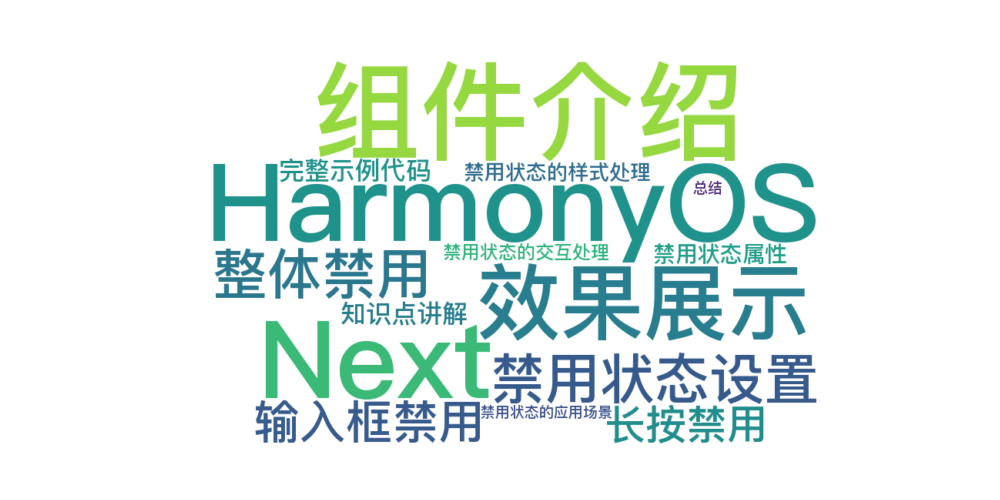 组件介绍
完整示例代码
禁用状态的样式处理
HarmonyOS
总结
禁用状态的交互处理
禁用状态属性
整体禁用
效果展示
知识点讲解
Next
禁用状态设置
输入框禁用
禁用状态的应用场景
长按禁用